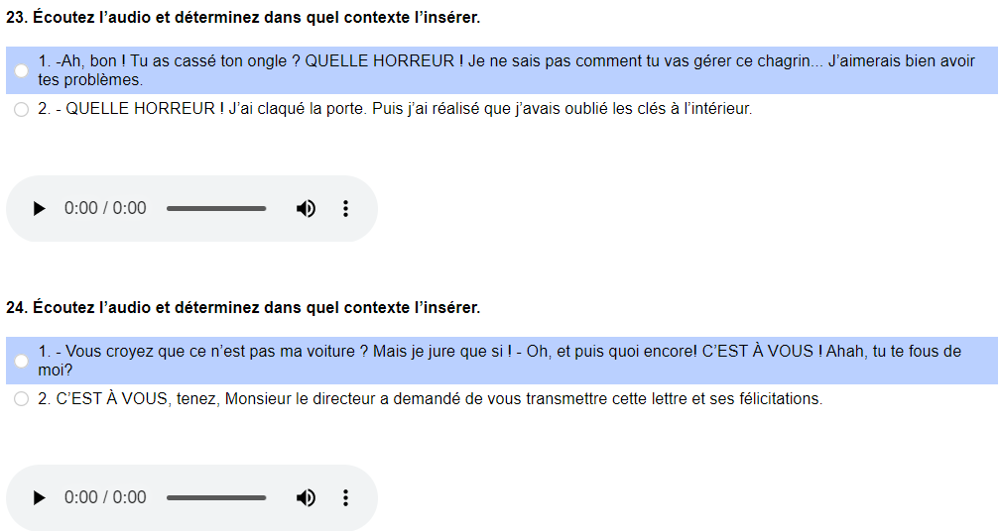 23. Écoutez l’audio et déterminez dans quel contexte l’insérer.
1. -Ah, bon ! Tu as cassé ton ongle ? QUELLE HORREUR ! Je ne sais pas comment tu vas gérer ce chagrin... J’aimerais bien avoir
tes problèmes.
2. - QUELLE HORREUR ! J’ai claqué la porte. Puis j’ai réalisé que j’avais oublié les clés à l’intérieur.
0:00 / 0:00
24. Écoutez l’audio et déterminez dans quel contexte l’insérer.
1. - Vous croyez que ce n’est pas ma voiture ? Mais je jure que si ! - Oh, et puis quoi encore! C’EST À VOUS ! Ahah, tu te fous de
moi?
2. C’EST À VOUS, tenez, Monsieur le directeur a demandé de vous transmettre cette lettre et ses félicitations.
0:00 / 0:00